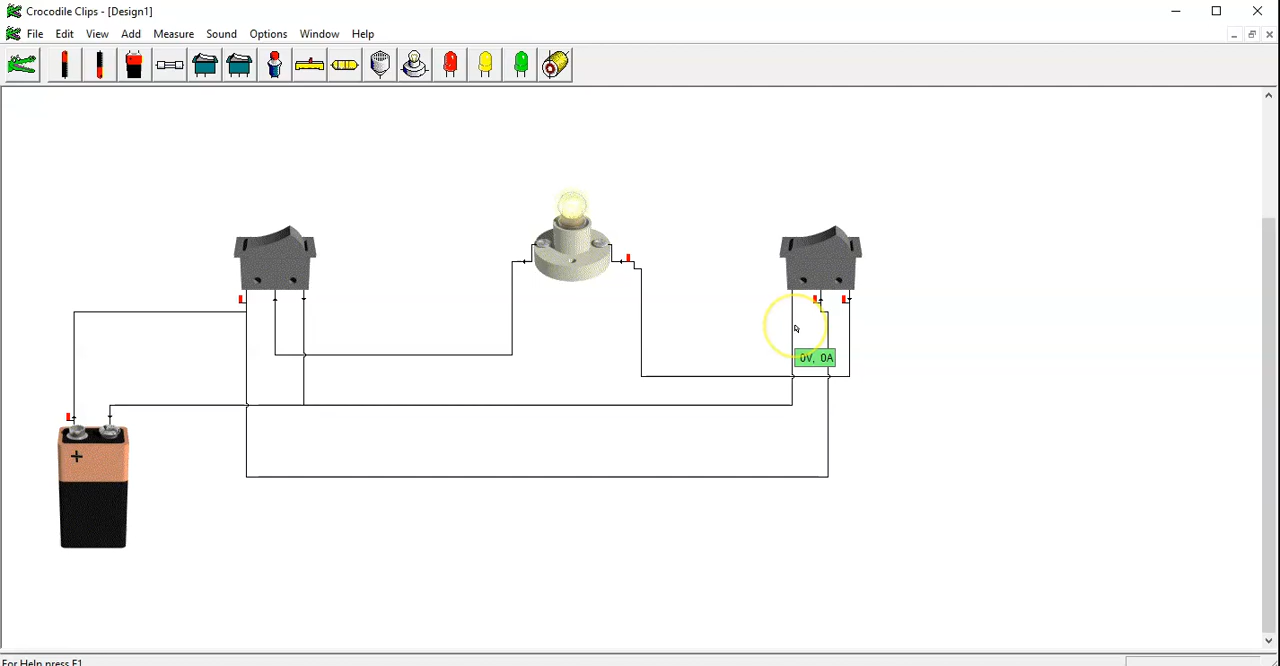 Crocodile Clips - [Design1]
File Edit View Add Measure Sound Options Window Help
0V, 0A
+
For Help press F1